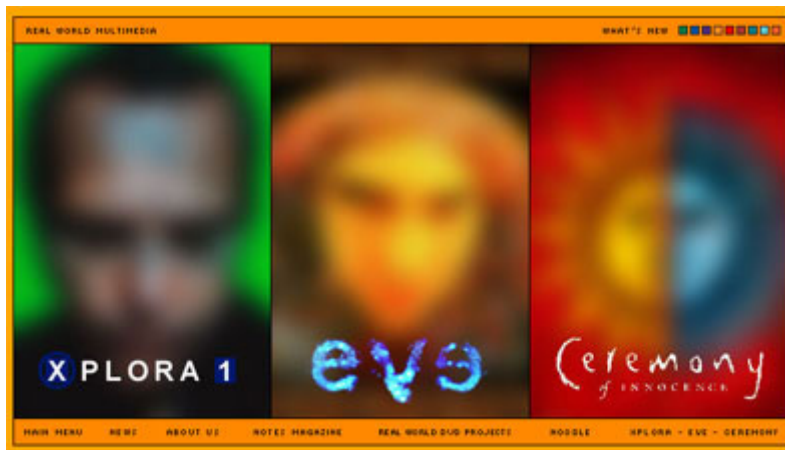 REAL WORLD MULTIMEDIA
WHAT'S NEW
XPLORA 1
eve
Ceremony
of INNOCENCE
MAIN MENU NEWS ABOUT US NOTES MAGAZINE REAL WORLD DVD PROJECTS NOODLE XPLORA - EVE - CEREMONY